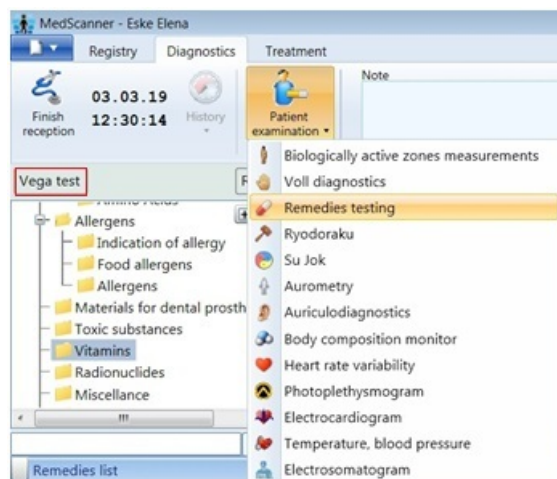 MedScanner - Eske Elena
Registry Diagnostics Treatment
Finish reception
03.03.19
12:30:14
History
Patient examination
Note
Vega test
Allergens
Indication of allergy
Food allergens
Allergens
Materials for dental prosth
Toxic substances
Vitamins
Radionuclides
Miscellance
Remedies list
Biologically active zones measurements
Voll diagnostics
Remedies testing
Ryodoraku
Su Jok
Aurometry
Auriculodiagnostics
Body composition monitor
Heart rate variability
Photoplethysmogram
Electrocardiogram
Temperature, blood pressure
Electrosomatogram